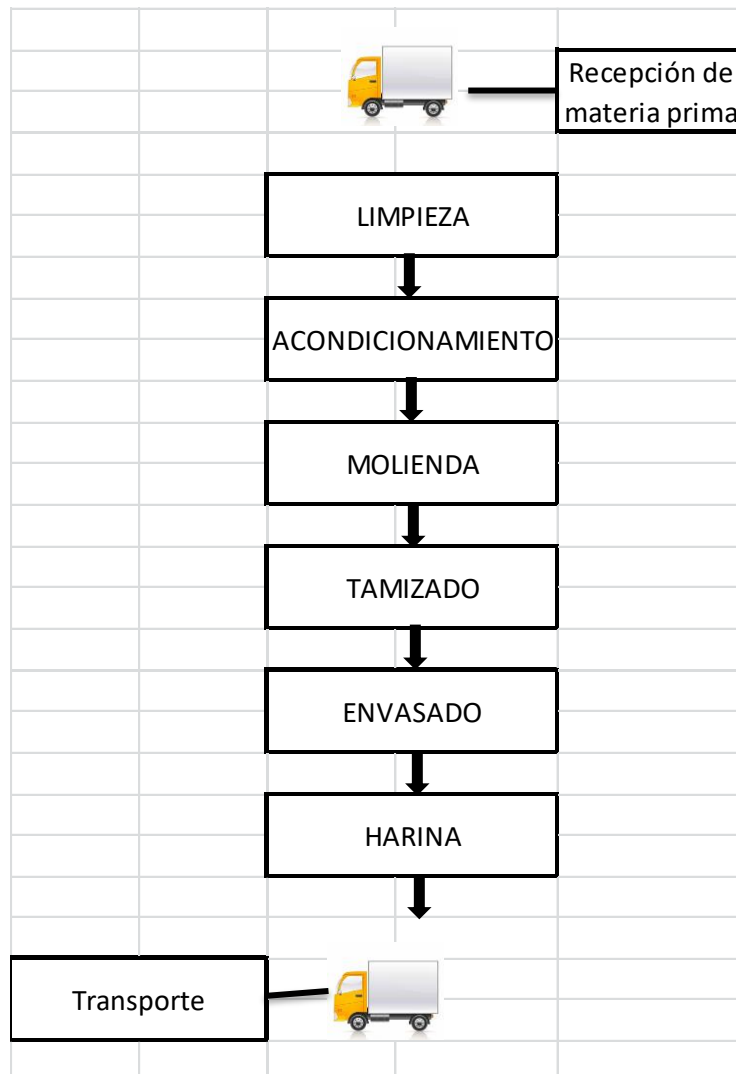 Recepción de
materia prima
LIMPIEZA
ACONDICIONAMIENTO
MOLIENDA
TAMIZADO
ENVASADO
HARINA
Transporte